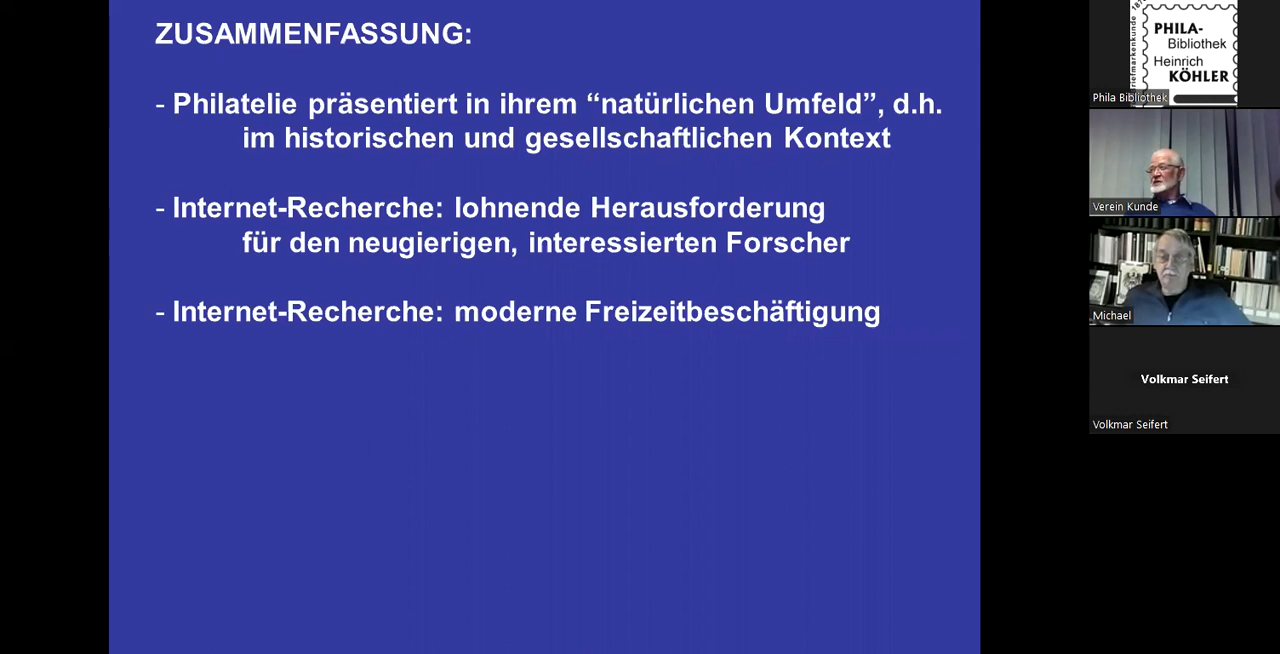 ZUSAMMENFASSUNG:
- Philatelie präsentiert in ihrem “natürlichen Umfeld”, d.h.
im historischen und gesellschaftlichen Kontext
- Internet-Recherche: lohnende Herausforderung
für den neugierigen, interessierten Forscher
- Internet-Recherche: moderne Freizeitbeschäftigung
PHILA-
Bibliothek
Heinrich
KÖHLER
Phila Bibliothek
Verein Kunde
Michael
Volkmar Seifert
Volkmar Seifert